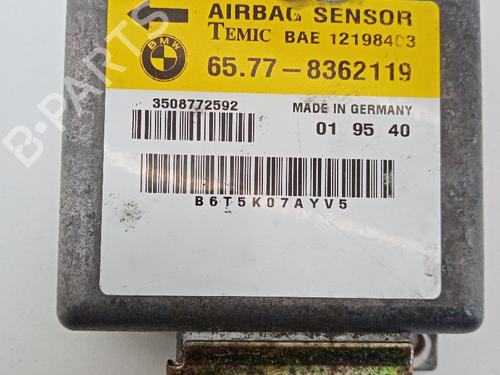 AIRBAG SENSOR
BMW
TEMIC BAE 12198403
65.77-8362119
3508772592
MADE IN GERMANY
01 95 40
B6T5K07AYV5
B-PARTS